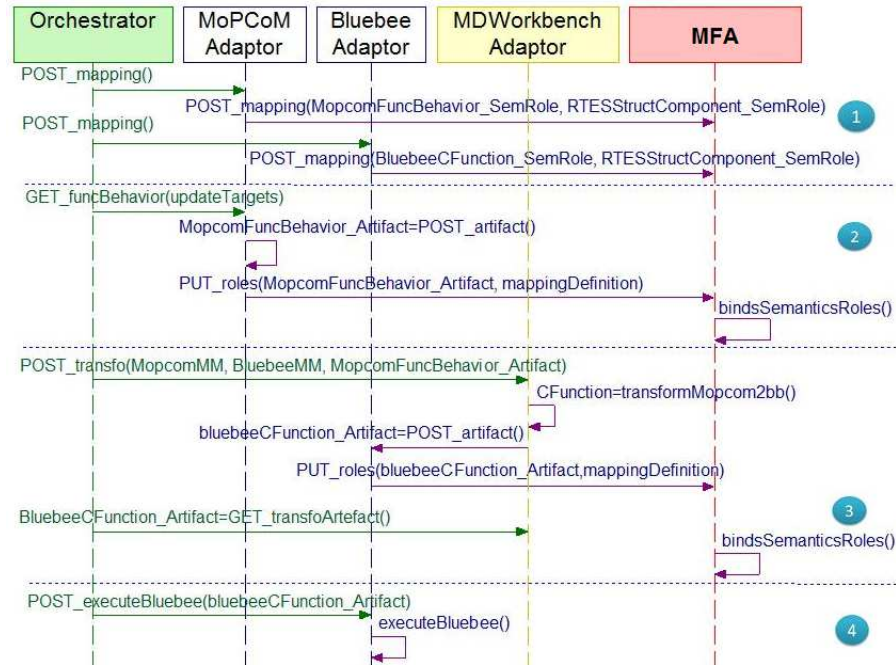 Orchestrator
MoPCoM
Adaptor
Bluebee
Adaptor
MDWorkbench
Adaptor
MFA
POST_mapping()
POST_mapping(MopcomFuncBehavior_SemRole, RTESStructComponent_SemRole)
1
POST_mapping()
POST_mapping(BluebeeCFunction_SemRole, RTESStructComponent_SemRole)
GET_funcBehavior(updateTargets)
MopcomFuncBehavior_Artifact=POST_artifact()
2
PUT_roles(MopcomFuncBehavior_Artifact, mappingDefinition)
bindsSemanticsRoles()
POST_transfo(MopcomMM, BluebeeMM, MopcomFuncBehavior_Artifact)
CFunction=transformMopcom2bb()
bluebeeCFunction_Artifact=POST_artifact()
PUT_roles(bluebeeCFunction_Artifact,mappingDefinition)
3
BluebeeCFunction_Artifact=GET_transfoArtefact()
bindsSemanticsRoles()
POST_executeBluebee(bluebeeCFunction_Artifact)
executeBluebee()
4